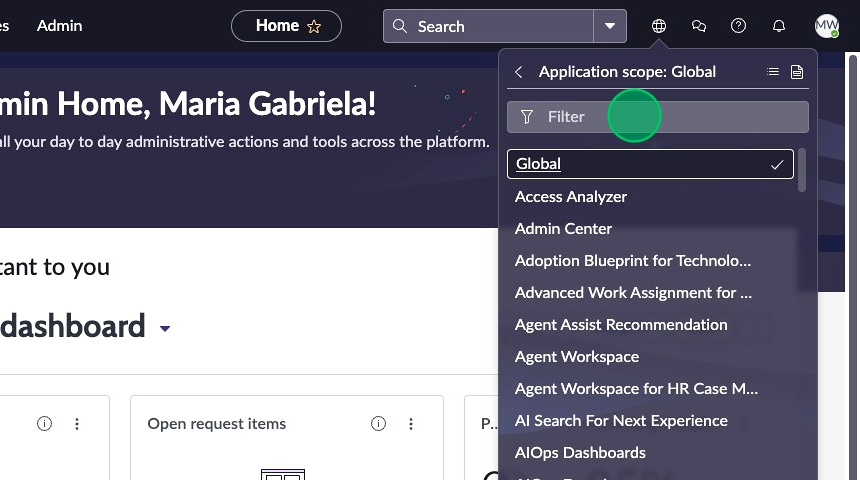 Admin
Home
Search
MW
Application scope: Global
Filter
Global
Access Analyzer
Admin Center
Adoption Blueprint for Technolo...
Advanced Work Assignment for ...
Agent Assist Recommendation
Agent Workspace
Agent Workspace for HR Case M...
AI Search For Next Experience
AIOps Dashboards
min Home, Maria Gabriela!
all your day to day administrative actions and tools across the platform.
tant to you
dashboard
Open request items
P...